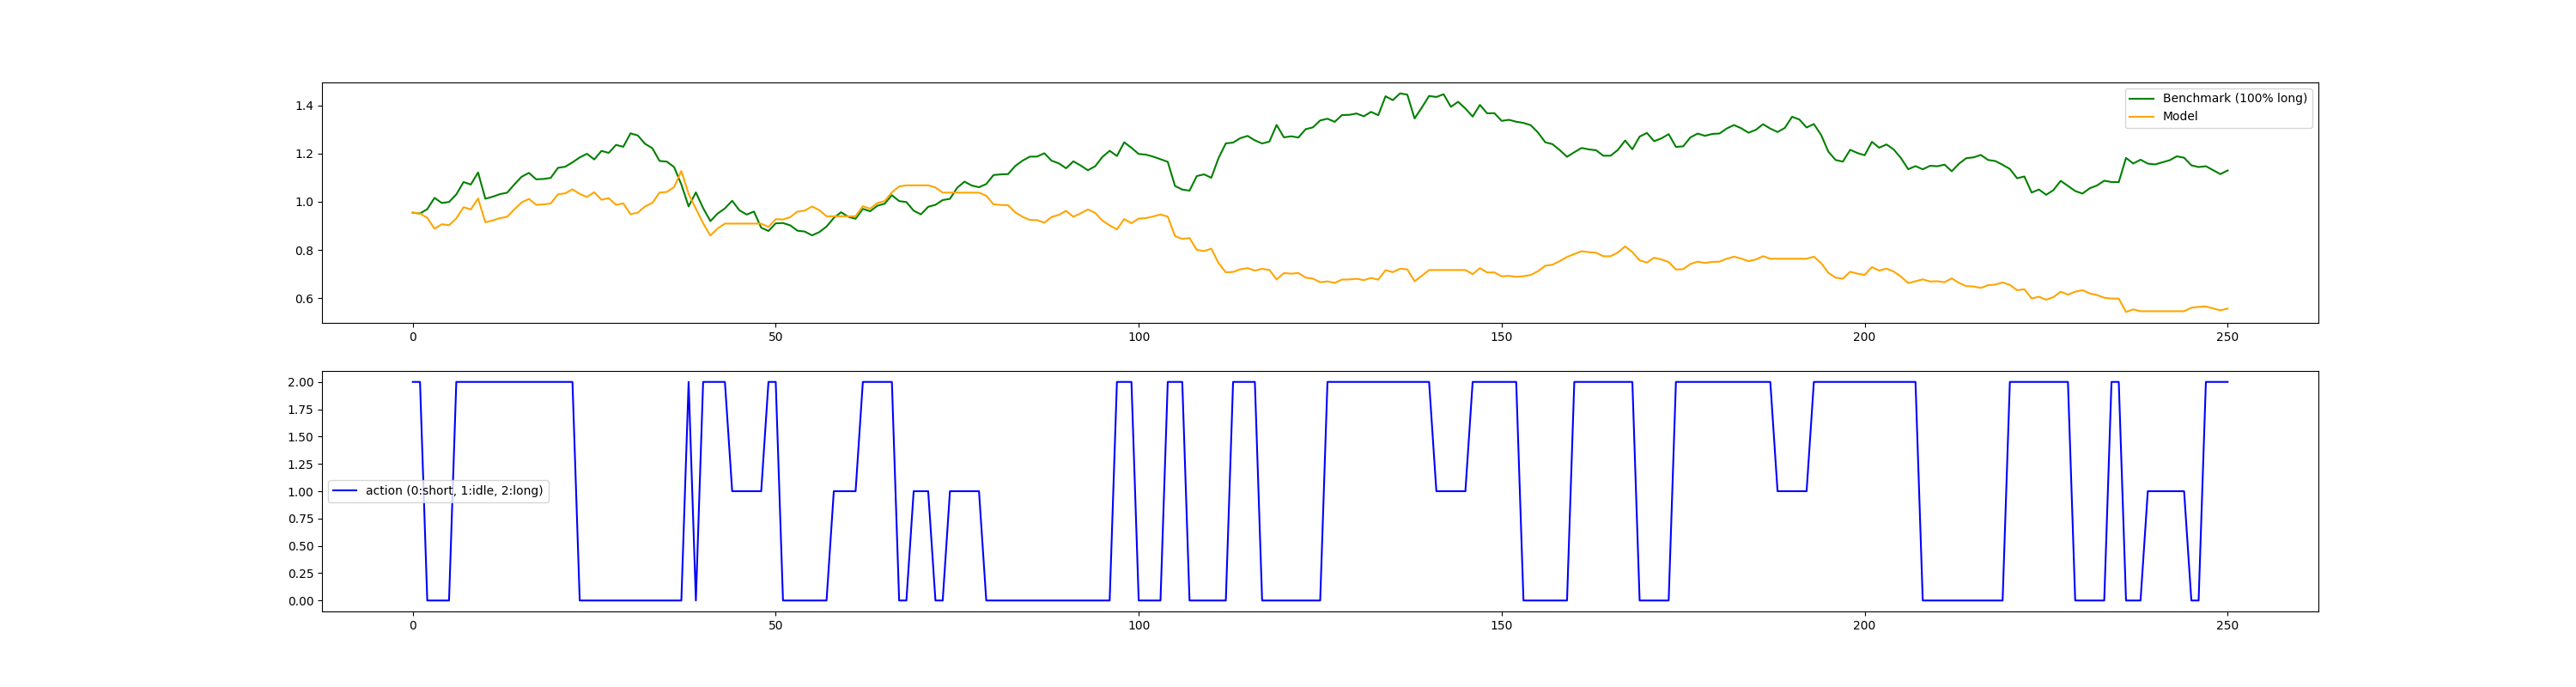 1.4
1.2
1.0
0.8
0.6
Benchmark (100% long)
Model
0 50 100 150 200 250
2.00
1.75
1.50
1.25
1.00
0.75
0.50
0.25
0.00
action (0:short, 1:idle, 2:long)
0 50 100 150 200 250